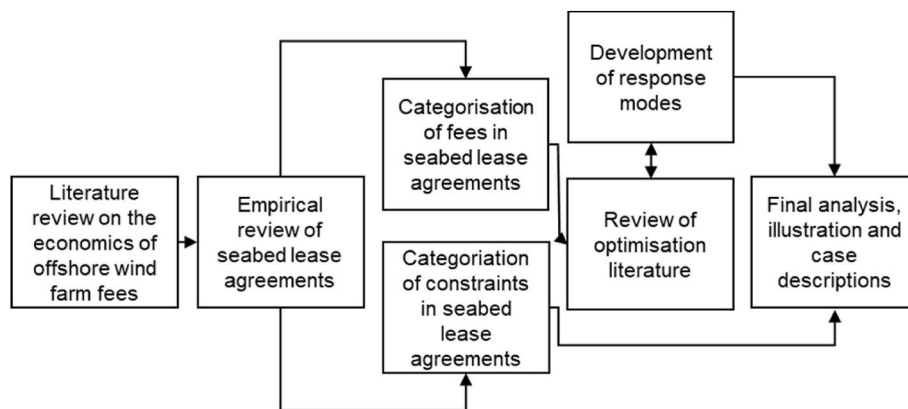 Literature
review on the
economics of
offshore wind
farm fees
Empirical
review of
seabed lease
agreements
Categorisation
of fees in
seabed lease
agreements
Categoriation
of constraints
in seabed
lease
agreements
Development
of response
modes
Review of
optimisation
literature
Final analysis,
illustration and
case
descriptions